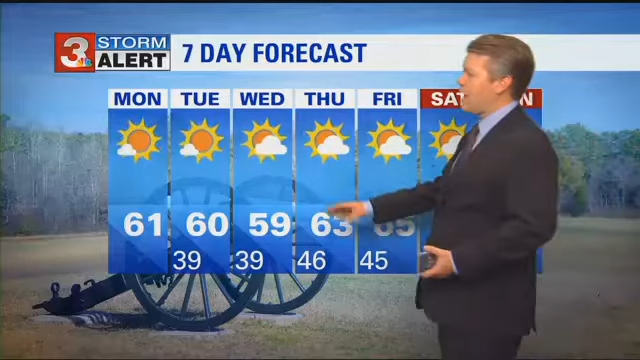 3 STORM ALERT
7 DAY FORECAST
MON TUE WED THU FRI SAT
61 60 59 63 65
39 39 46 45